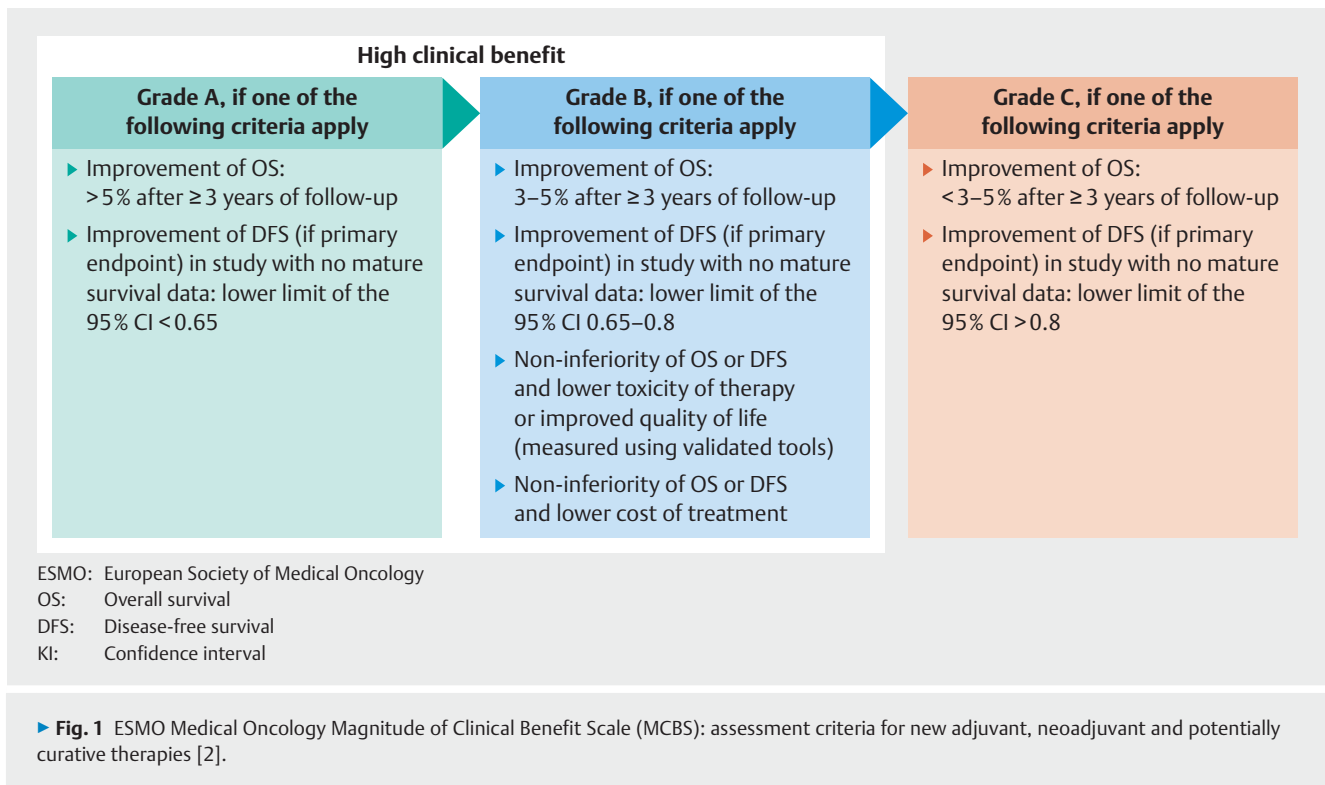 High clinical benefit
Grade A, if one of the
following criteria apply
▸ Improvement of OS:
>5% after ≥3 years of follow-up
▸ Improvement of DFS (if primary
endpoint) in study with no mature
survival data: lower limit of the
95% CI <0.65
Grade B, if one of the
following criteria apply
▸ Improvement of OS:
3–5% after ≥3 years of follow-up
▸ Improvement of DFS (if primary
endpoint) in study with no mature
survival data: lower limit of the
95% CI 0.65–0.8
▸ Non-inferiority of OS or DFS
and lower toxicity of therapy
or improved quality of life
(measured using validated tools)
▸ Non-inferiority of OS or DFS
and lower cost of treatment
Grade C, if one of the
following criteria apply
▸ Improvement of OS:
<3–5% after ≥3 years of follow-up
▸ Improvement of DFS (if primary
endpoint) in study with no mature
survival data: lower limit of the
95% CI >0.8
ESMO: European Society of Medical Oncology
OS: Overall survival
DFS: Disease-free survival
KI: Confidence interval
▸ Fig. 1 ESMO Medical Oncology Magnitude of Clinical Benefit Scale (MCBS): assessment criteria for new adjuvant, neoadjuvant and potentially
curative therapies [2].